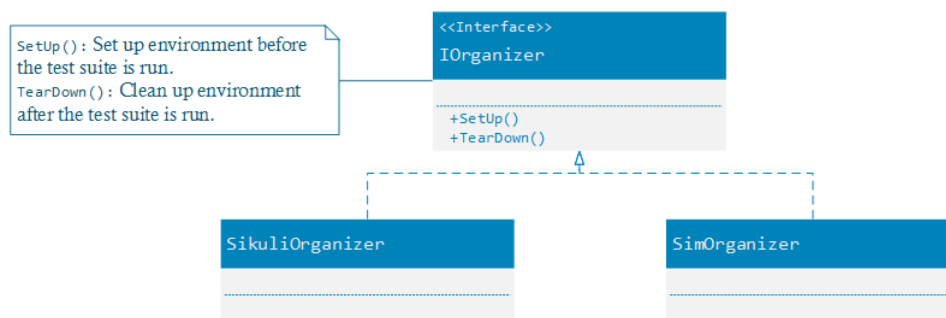 SetUp(): Set up environment before
the test suite is run.
TearDown(): Clean up environment
after the test suite is run.
<<Interface>>
IOrganizer
+SetUp()
+TearDown()
SikuliOrganizer
SimOrganizer